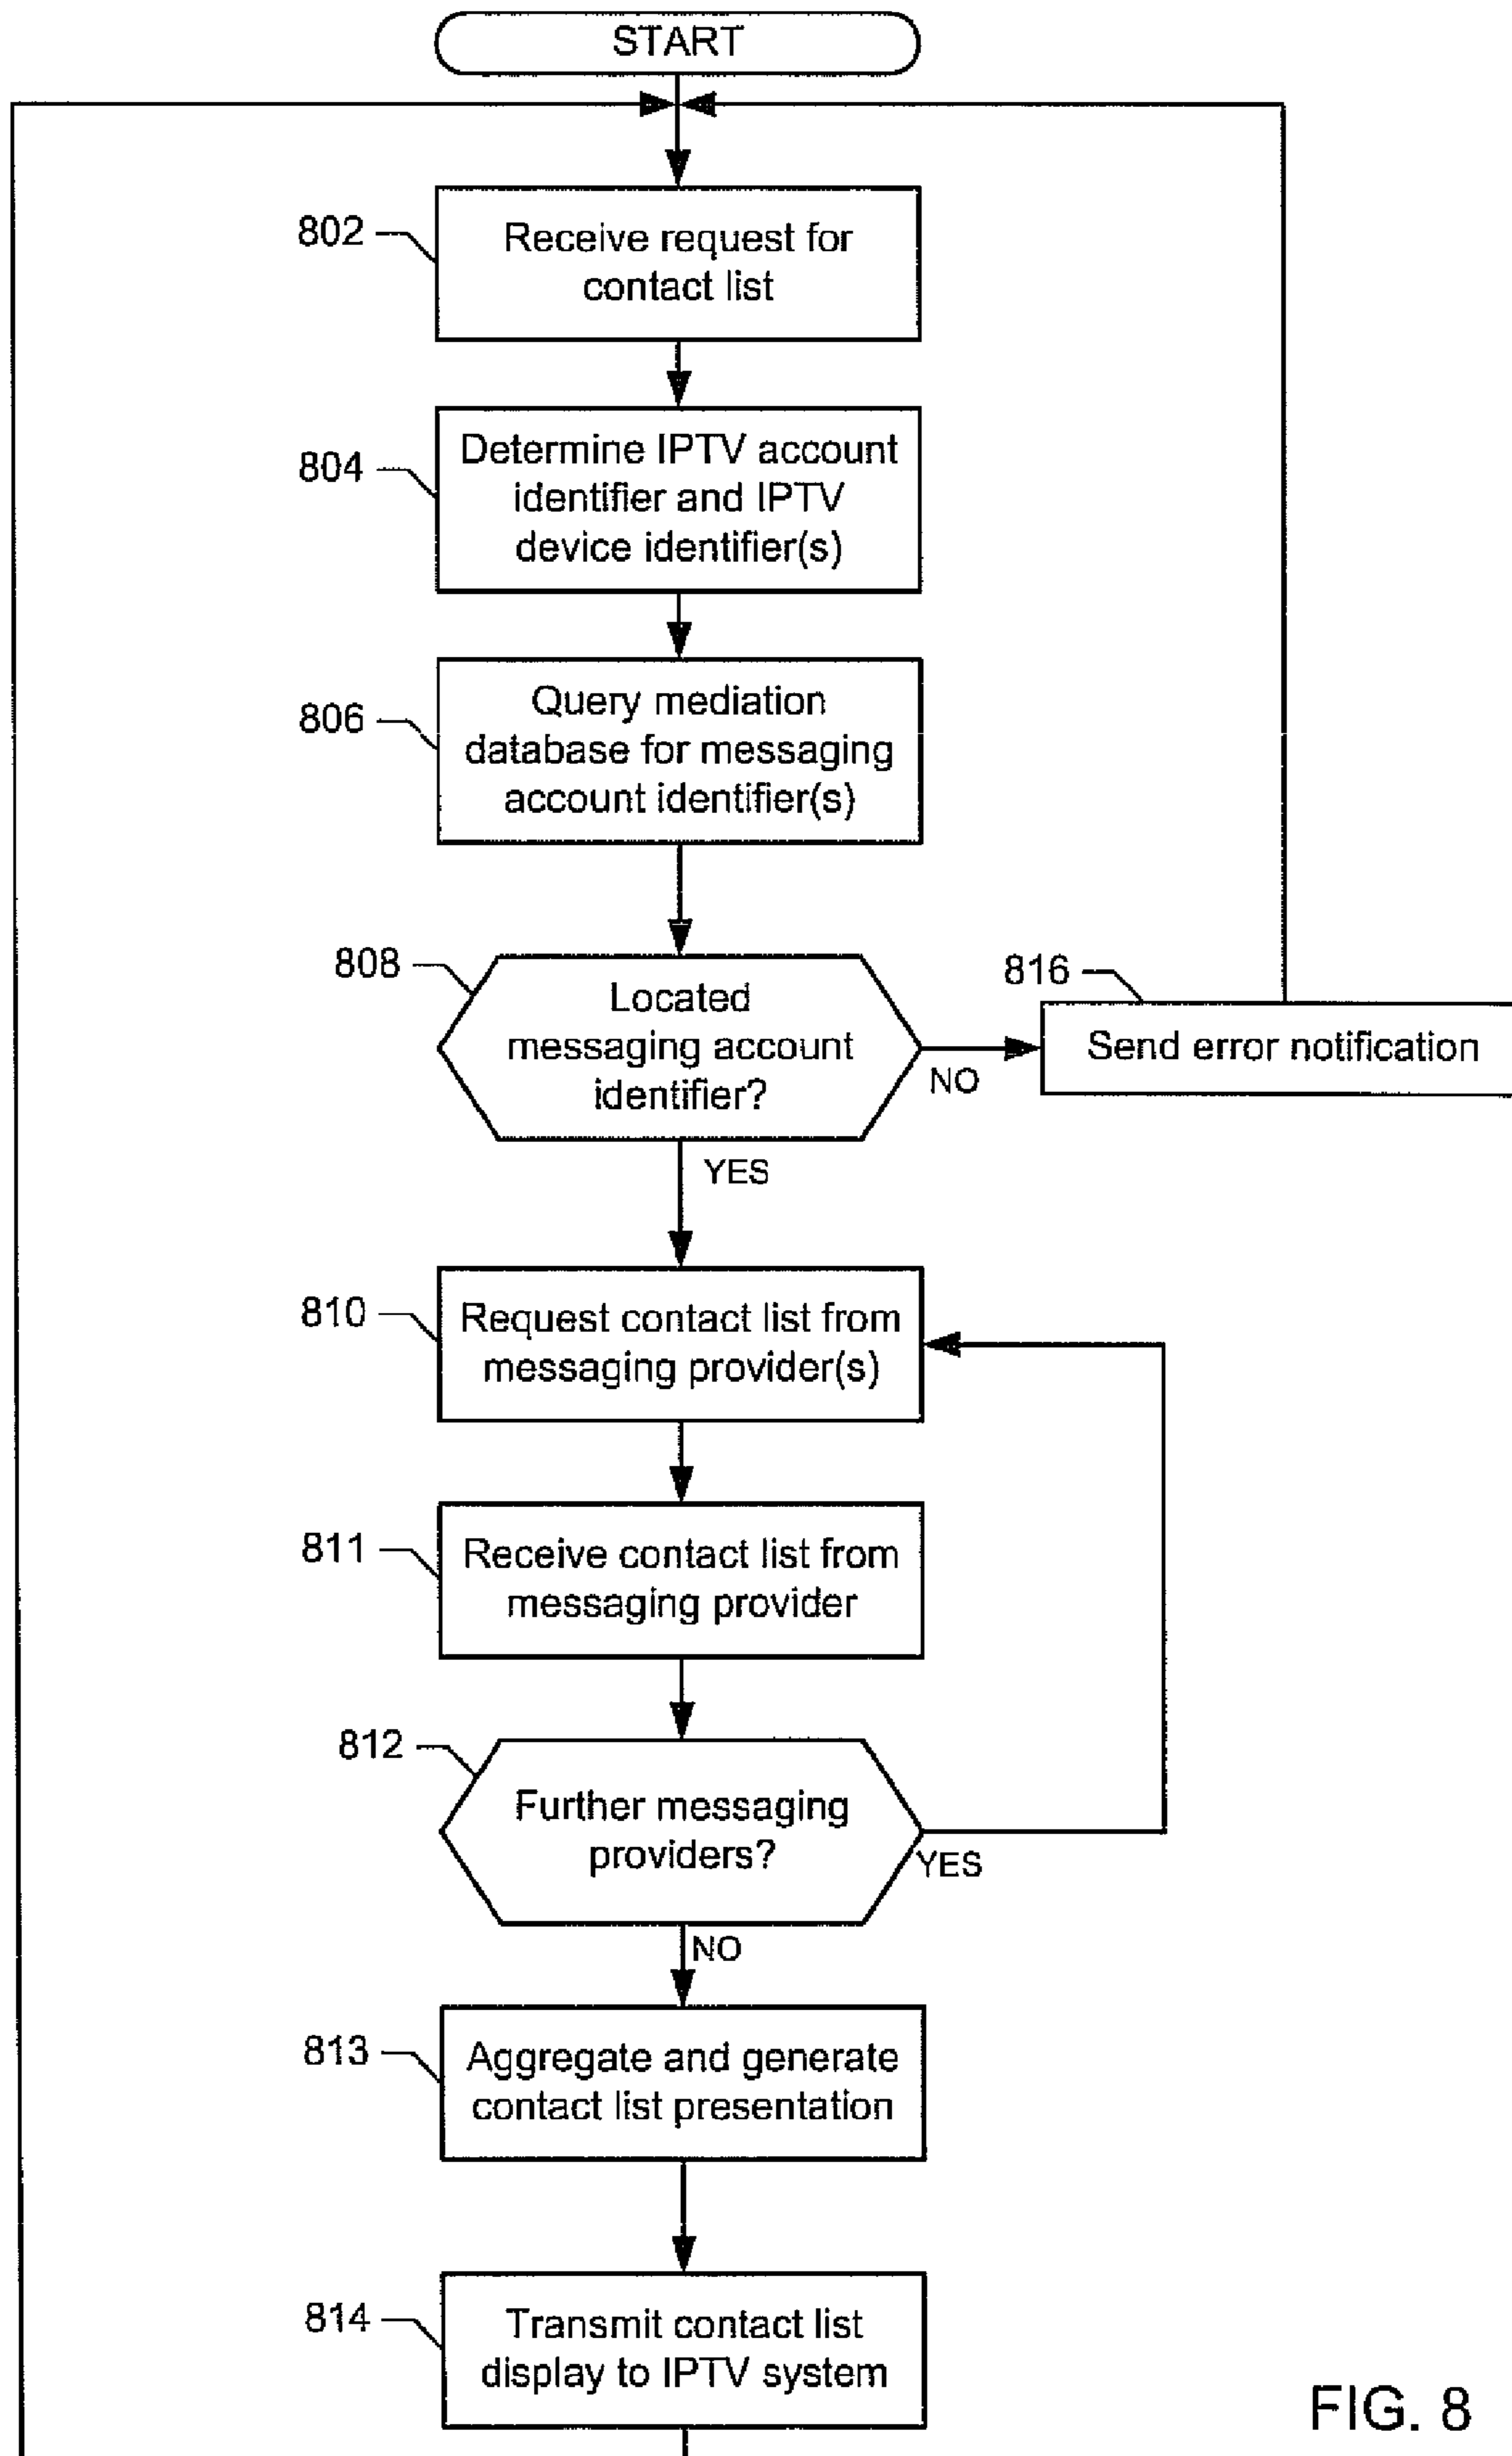 START
802
Receive request for
contact list
804
Determine IPTV account
identifier and IPTV
device identifier(s)
806
Query mediation
database for messaging
account identifier(s)
808
Located
messaging account
identifier?
NO
816
Send error notification
YES
810
Request contact list from
messaging provider(s)
811
Receive contact list from
messaging provider
812
Further messaging
providers?
YES
NO
813
Aggregate and generate
contact list presentation
814
Transmit contact list
display to IPTV system
FIG. 8